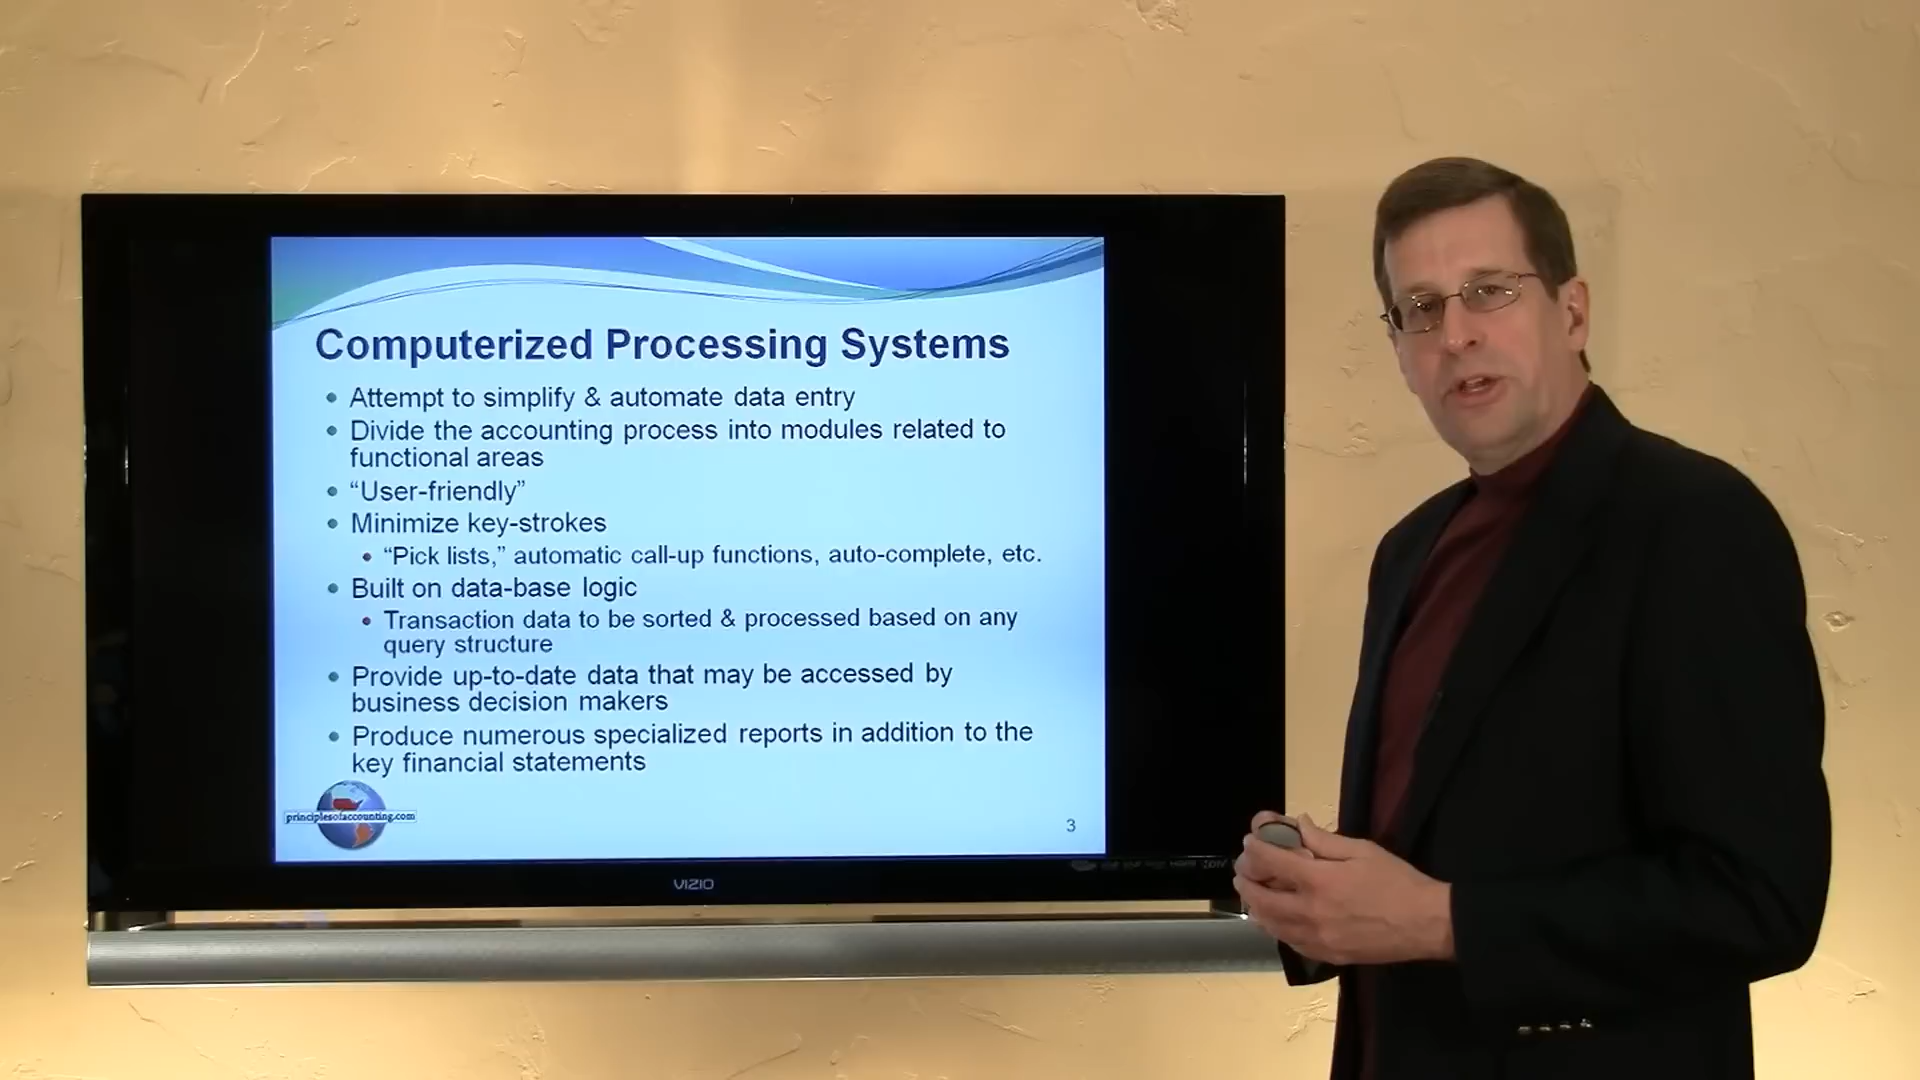 Computerized Processing Systems
• Attempt to simplify & automate data entry
• Divide the accounting process into modules related to
functional areas
• “User-friendly”
• Minimize key-strokes
• “Pick lists,” automatic call-up functions, auto-complete, etc.
• Built on data-base logic
• Transaction data to be sorted & processed based on any
query structure
• Provide up-to-date data that may be accessed by
business decision makers
• Produce numerous specialized reports in addition to the
key financial statements
principlesofaccounting.com
3
VIZIO